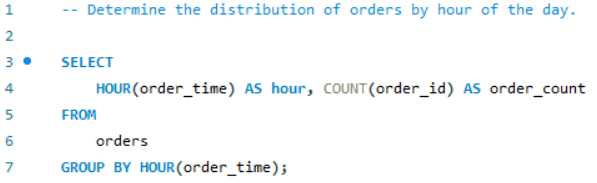 1 -- Determine the distribution of orders by hour of the day.
2
3 SELECT
4 HOUR(order_time) AS hour, COUNT(order_id) AS order_count
5 FROM
6 orders
7 GROUP BY HOUR(order_time);